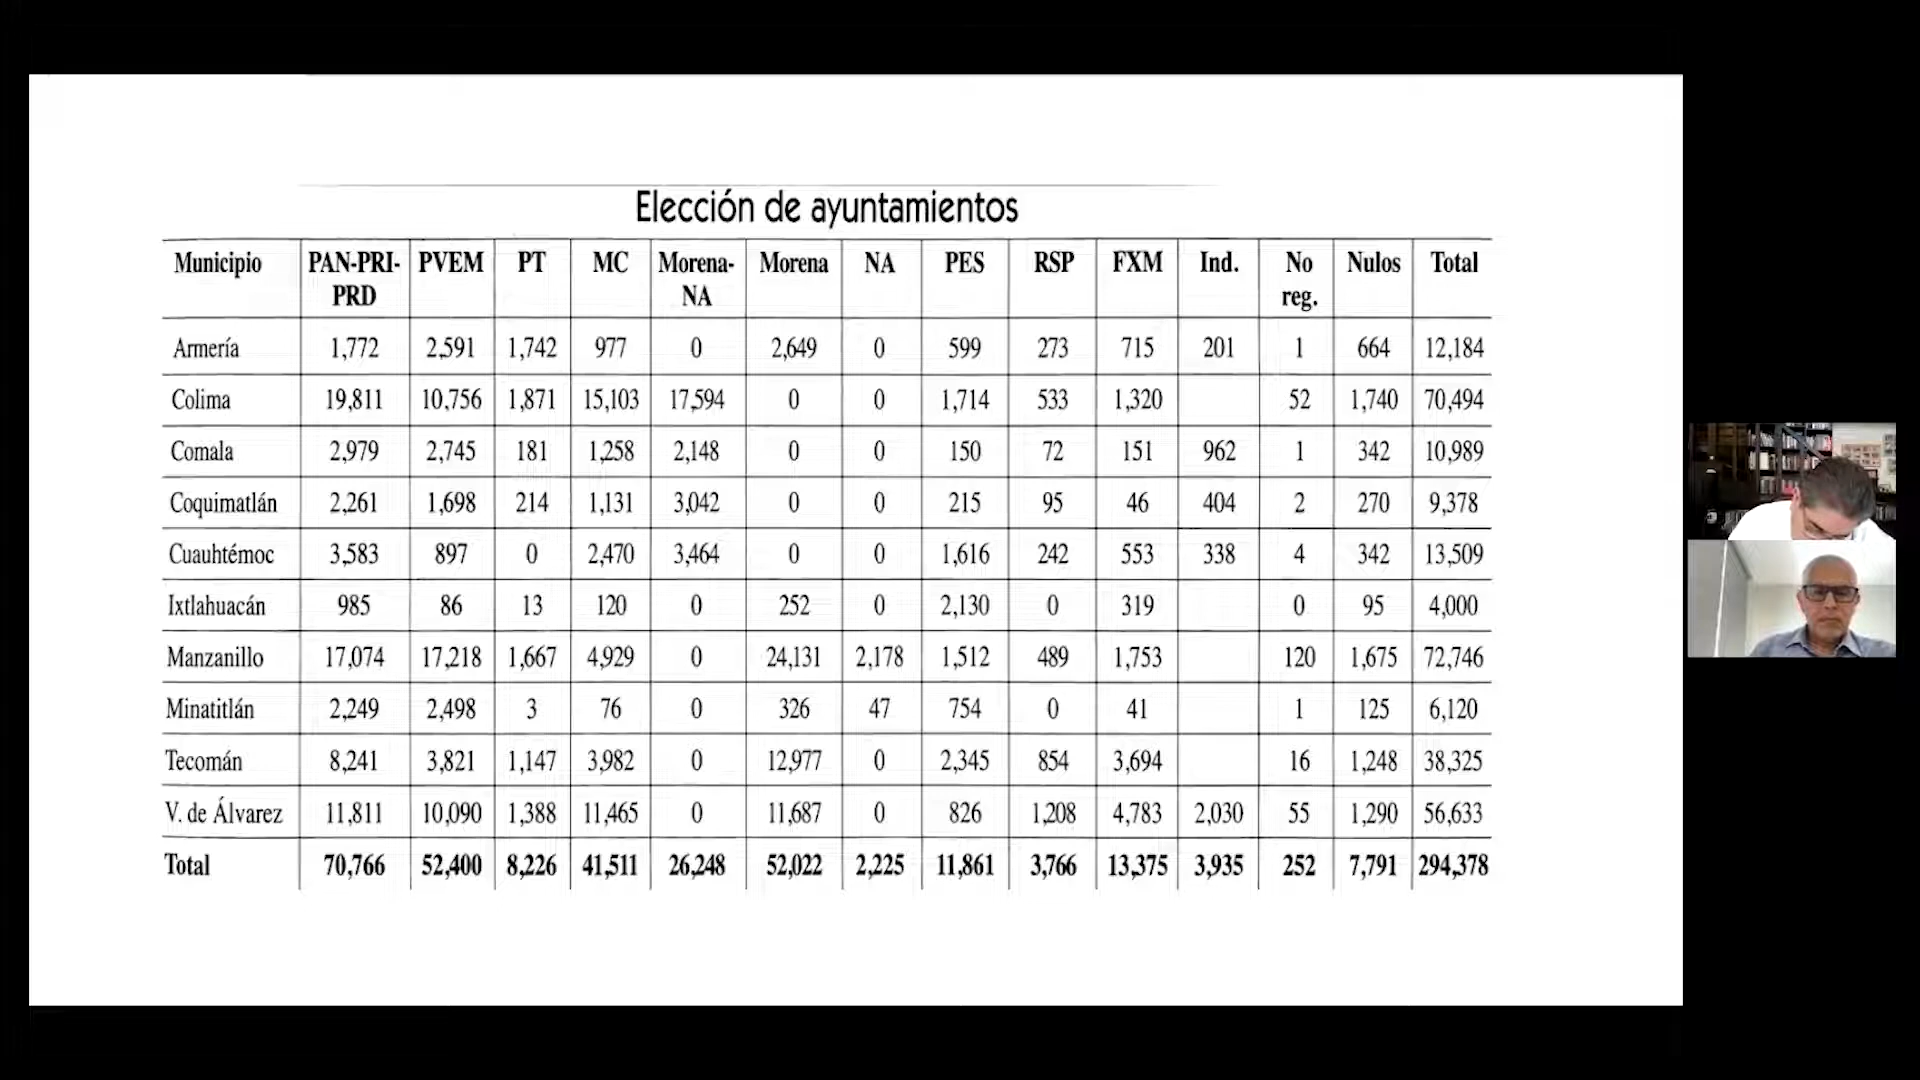 Elección de ayuntamientos
Municipio PAN-PRI-PRD PVEM PT MC Morena-NA Morena NA PES RSP FXM Ind. No reg. Nulos Total
Armería 1,772 2,591 1,742 977 0 2,649 0 599 273 715 201 1 664 12,184
Colima 19,811 10,756 1,871 15,103 17,594 0 0 1,714 533 1,320 52 1,740 70,494
Comala 2,979 2,745 181 1,258 2,148 0 0 150 72 151 962 1 342 10,989
Coquimatlán 2,261 1,698 214 1,131 3,042 0 0 215 95 46 404 2 270 9,378
Cuauhtémoc 3,583 897 0 2,470 3,464 0 0 1,616 242 553 338 4 342 13,509
Ixtlahuacán 985 86 13 120 0 252 0 2,130 0 319 0 95 4,000
Manzanillo 17,074 17,218 1,667 4,929 0 24,131 2,178 1,512 489 1,753 120 1,675 72,746
Minatitlán 2,249 2,498 3 76 0 326 47 754 0 41 1 125 6,120
Tecomán 8,241 3,821 1,147 3,982 0 12,977 0 2,345 854 3,694 16 1,248 38,325
V. de Álvarez 11,811 10,090 1,388 11,465 0 11,687 0 826 1,208 4,783 2,030 55 1,290 56,633
Total 70,766 52,400 8,226 41,511 26,248 52,022 2,225 11,861 3,766 13,375 3,935 252 7,791 294,378